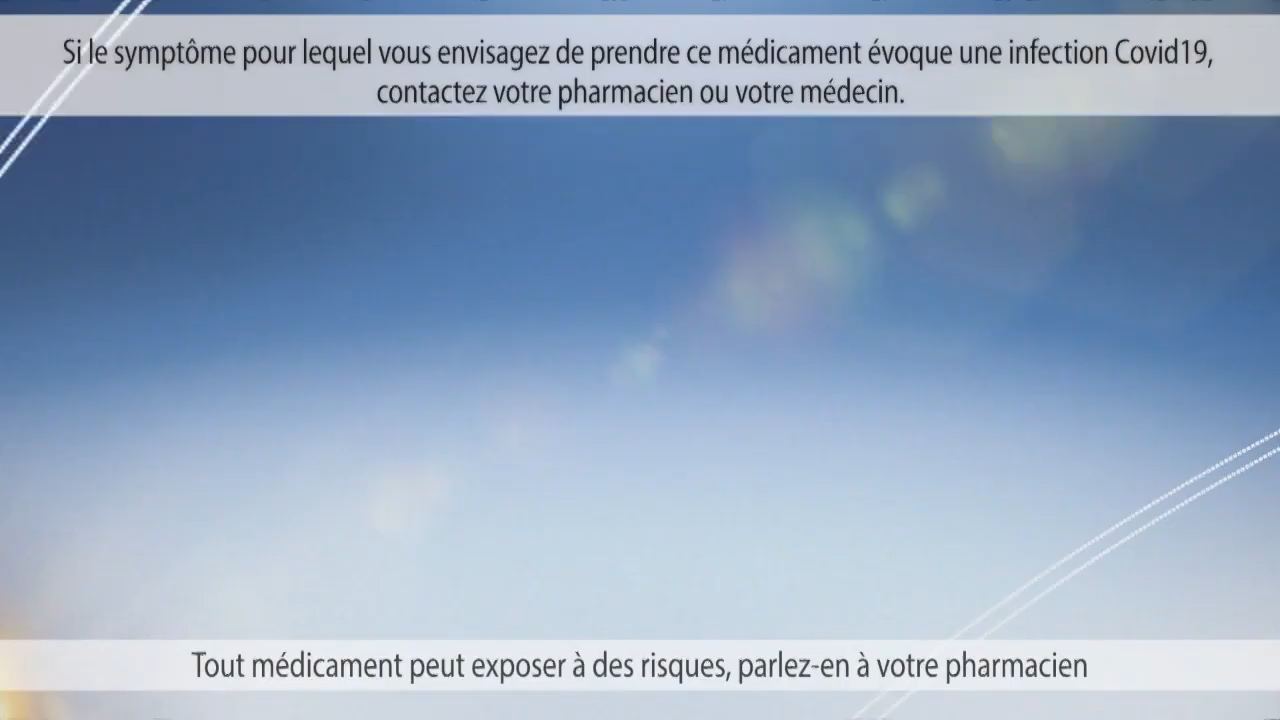 Si le symptôme pour lequel vous envisagez de prendre ce médicament évoque une infection Covid19,
contactez votre pharmacien ou votre médecin.
Tout médicament peut exposer à des risques, parlez-en à votre pharmacien